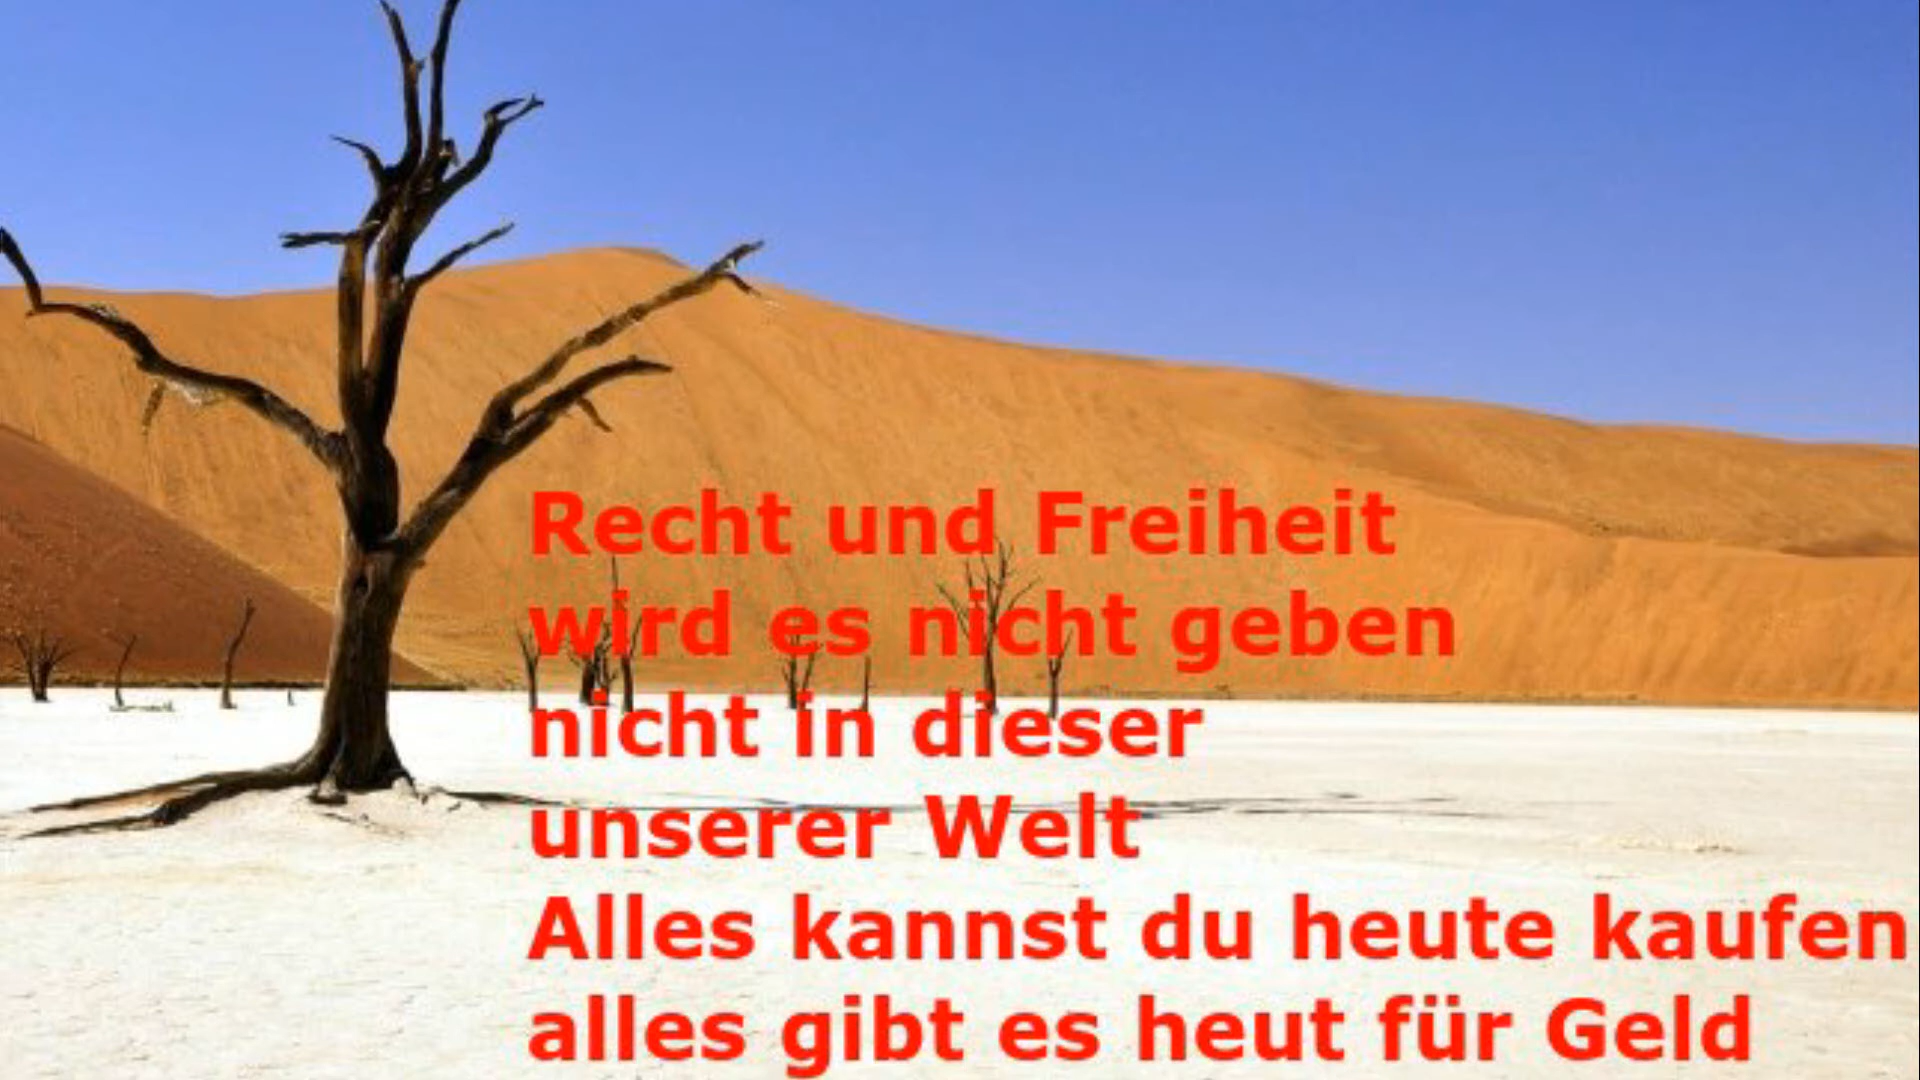 Recht und Freiheit
wird es nicht geben
nicht in dieser
unserer Welt
Alles kannst du heute kaufen
alles gibt es heut für Geld